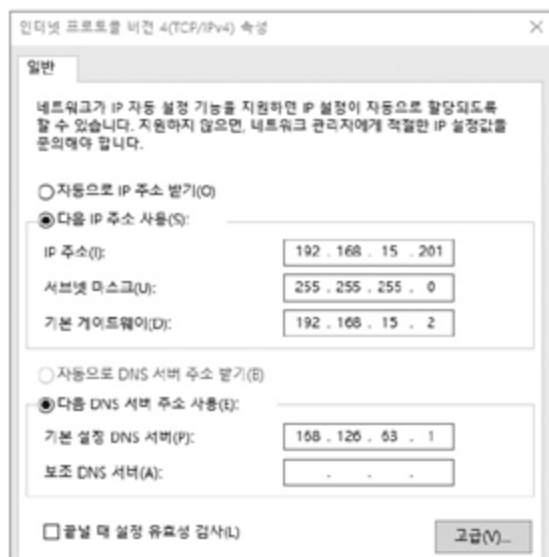 인터넷 프로토콜 버전 4(TCP/IPv4) 속성
일반
네트워크가 IP 자동 설정 기능을 지원하면 IP 설정이 자동으로 할당되도록
할 수 있습니다. 지원하지 않으면, 네트워크 관리자에게 적절한 IP 설정값을
문의해야 합니다.
자동으로 IP 주소 받기(O)
다음 IP 주소 사용(S):
IP 주소(I): 192 . 168 . 15 . 201
서브넷 마스크(U): 255 . 255 . 255 . 0
기본 게이트웨이(D): 192 . 168 . 15 . 2
자동으로 DNS 서버 주소 받기(B)
다음 DNS 서버 주소 사용(E):
기본 설정 DNS 서버(P): 168 . 126 . 63 . 1
보조 DNS 서버(A): . . .
끝낼 때 설정 유효성 검사(L)
고급(V)...